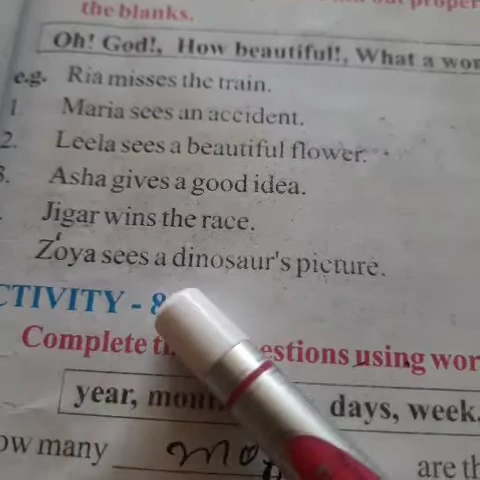 the blanks.
Oh! God!, How beautiful!, What a
e.g. Ria misses the train.
1 Maria sees an accident.
2. Leela sees a beautiful flower.
3. Asha gives a good idea.
Jigar wins the race.
Zoya sees a dinosaur's picture.
CTIVITY - 8
Complete estions using
year, days, week.
ow many are